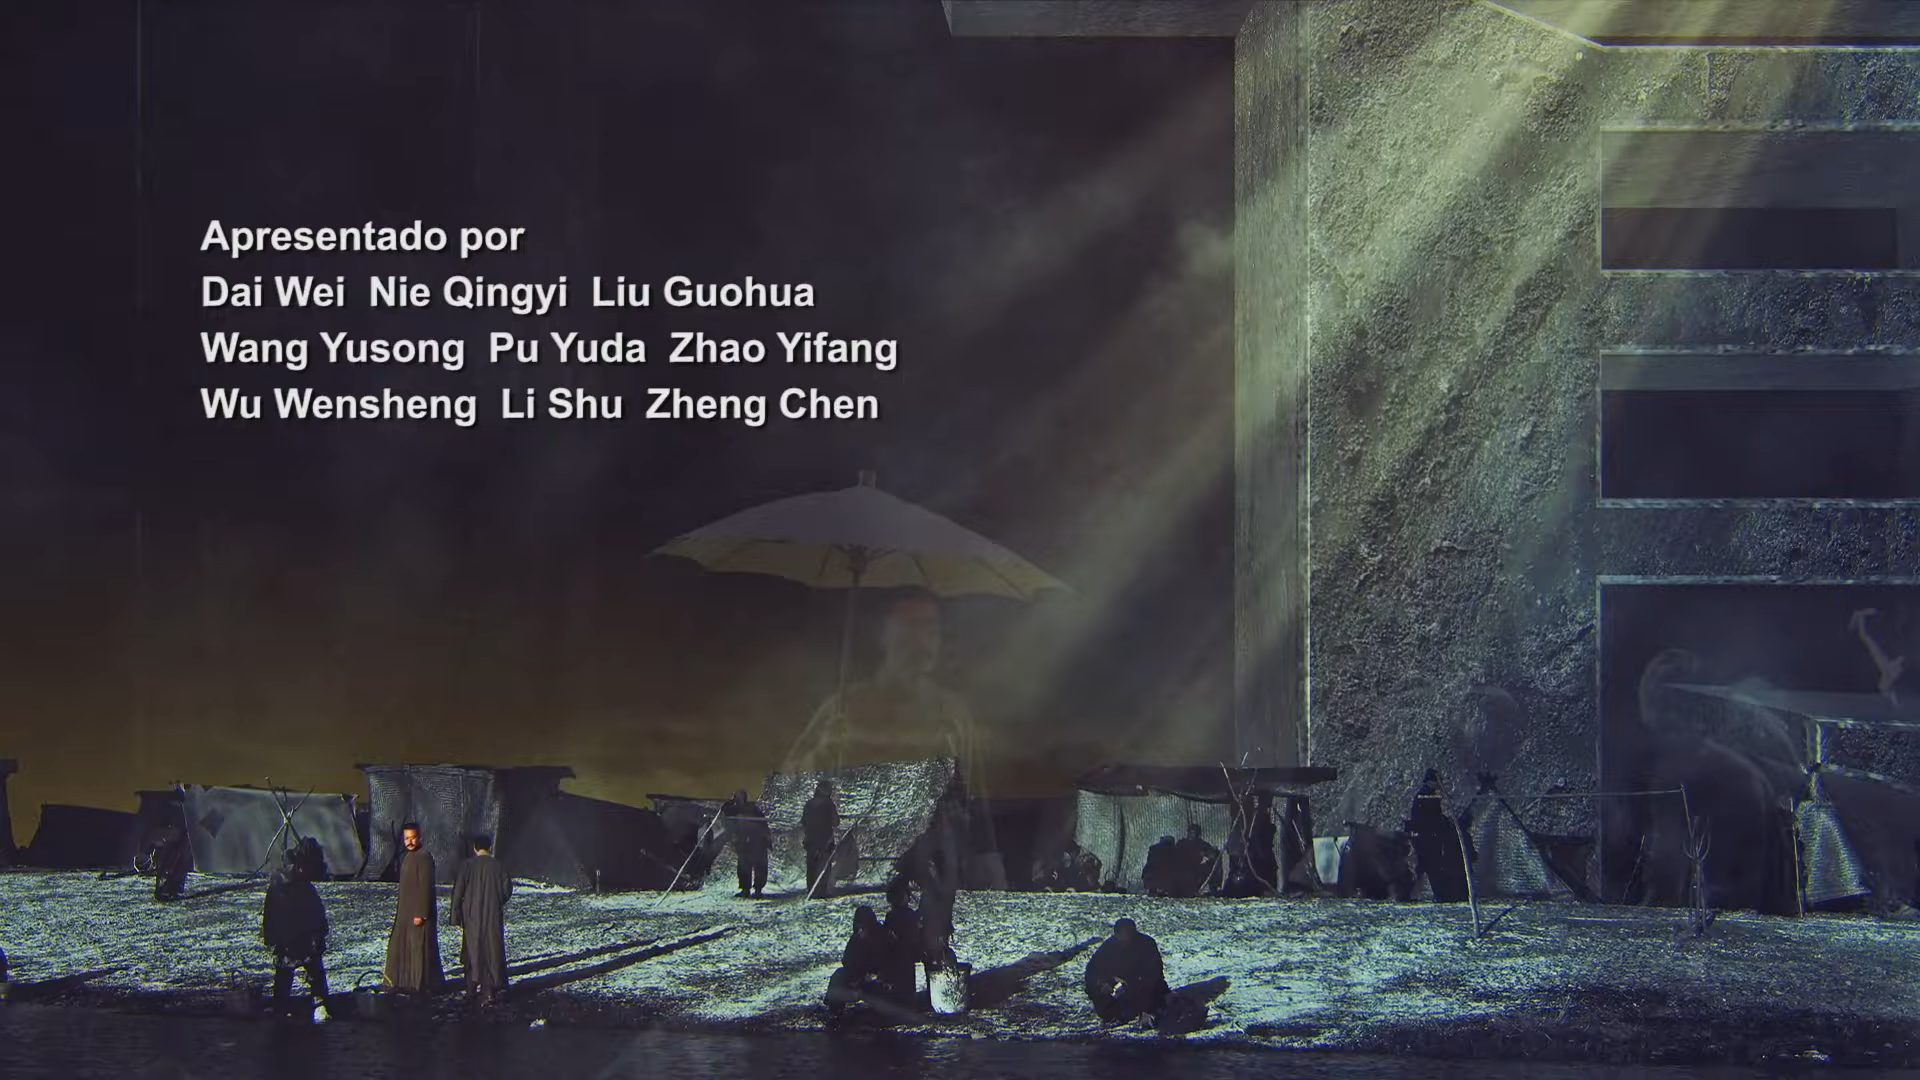 Apresentado por
Dai Wei  Nie Qingyi  Liu Guohua
Wang Yusong  Pu Yuda  Zhao Yifang
Wu Wensheng  Li Shu  Zheng Chen